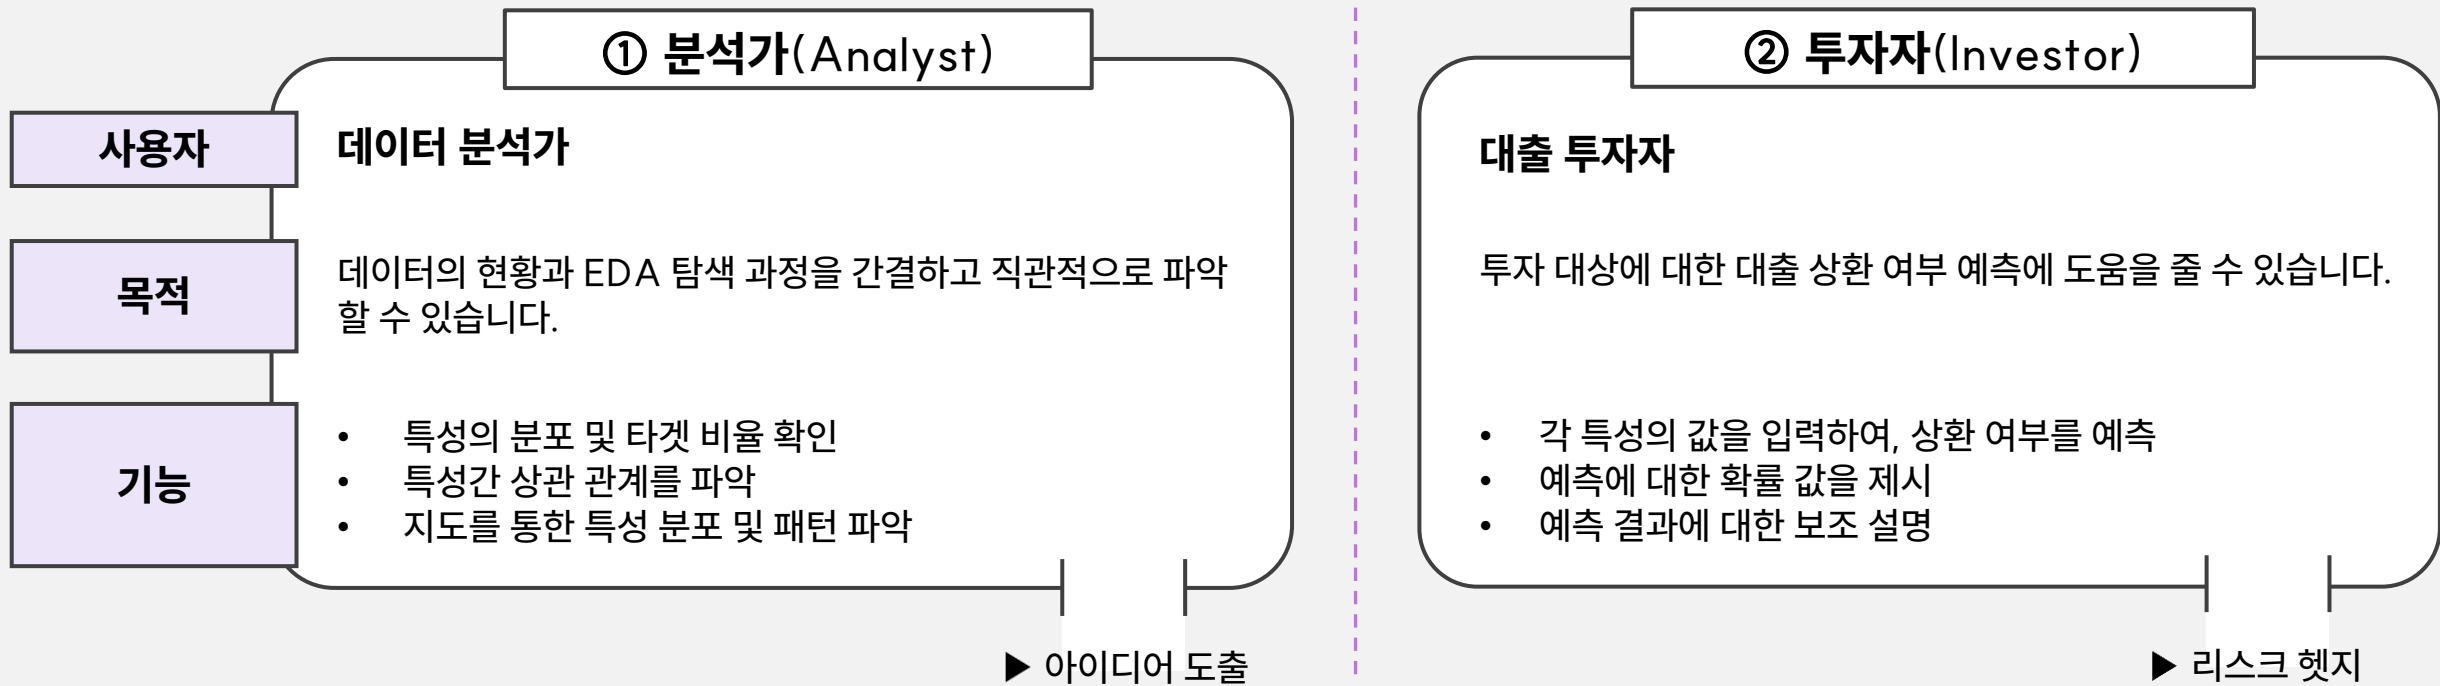 ① 분석가(Analyst)
사용자
데이터 분석가
목적
데이터의 현황과 EDA 탐색 과정을 간결하고 직관적으로 파악
할 수 있습니다.
기능
• 특성의 분포 및 타겟 비율 확인
• 특성간 상관 관계를 파악
• 지도를 통한 특성 분포 및 패턴 파악
▶ 아이디어 도출
② 투자자(Investor)
대출 투자자
투자 대상에 대한 대출 상환 여부 예측에 도움을 줄 수 있습니다.
• 각 특성의 값을 입력하여, 상환 여부를 예측
• 예측에 대한 확률 값을 제시
• 예측 결과에 대한 보조 설명
▶ 리스크 헷지